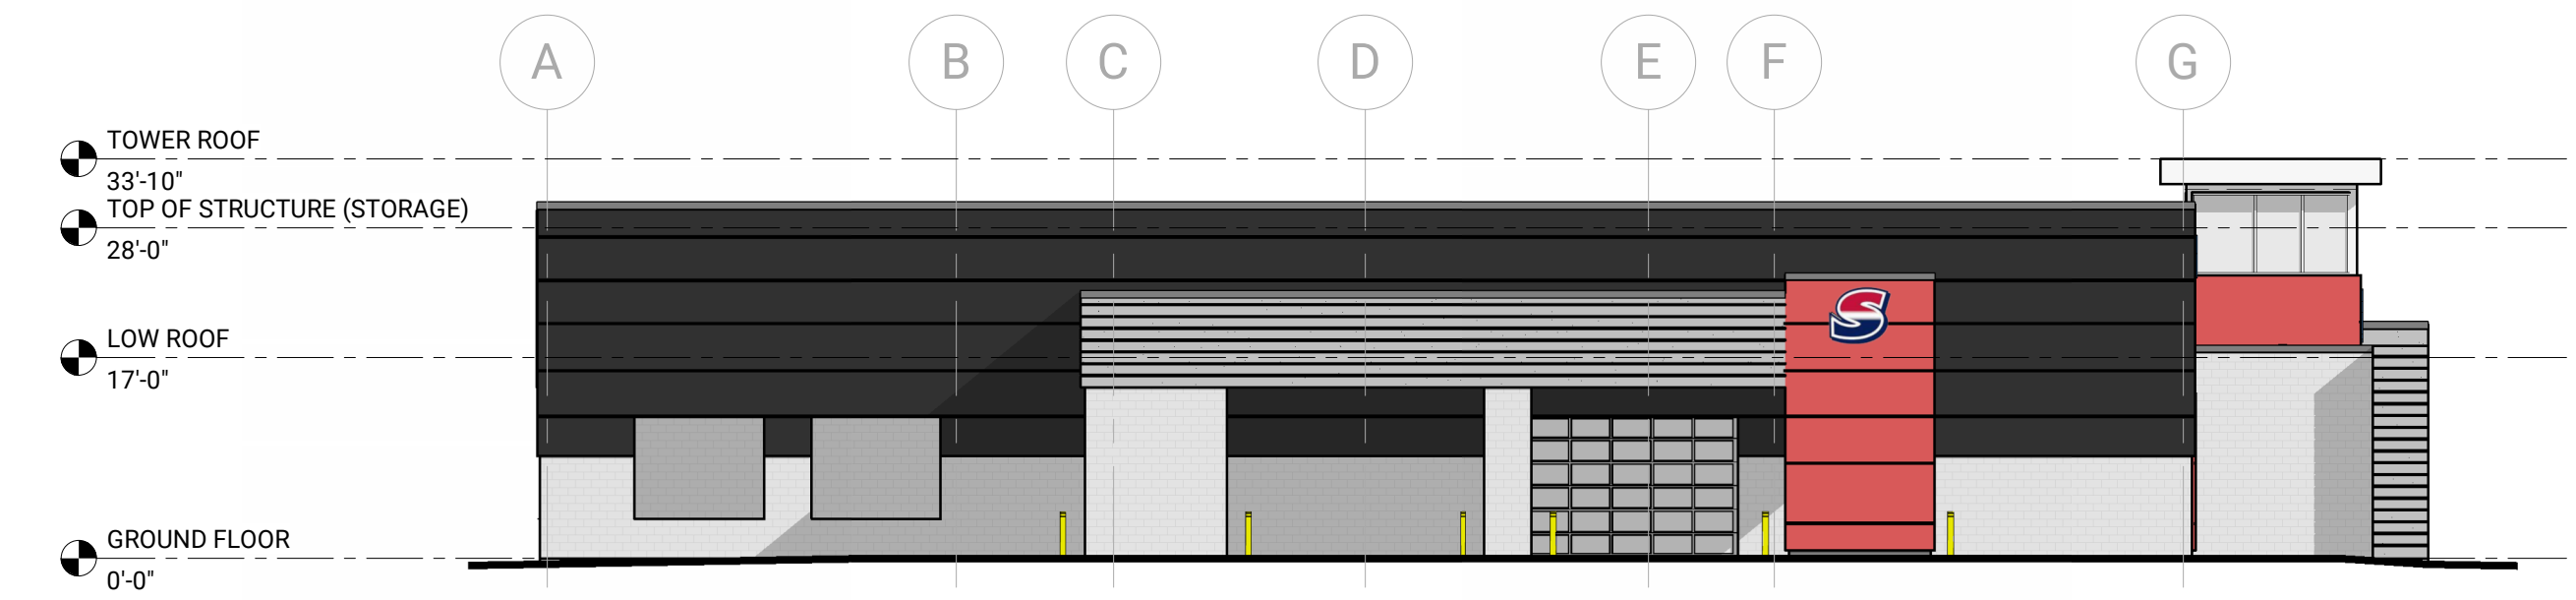 A B C D E F G
TOWER ROOF
33'-10"
TOP OF STRUCTURE (STORAGE)
28'-0"
LOW ROOF
17'-0"
S
GROUND FLOOR
0'-0"